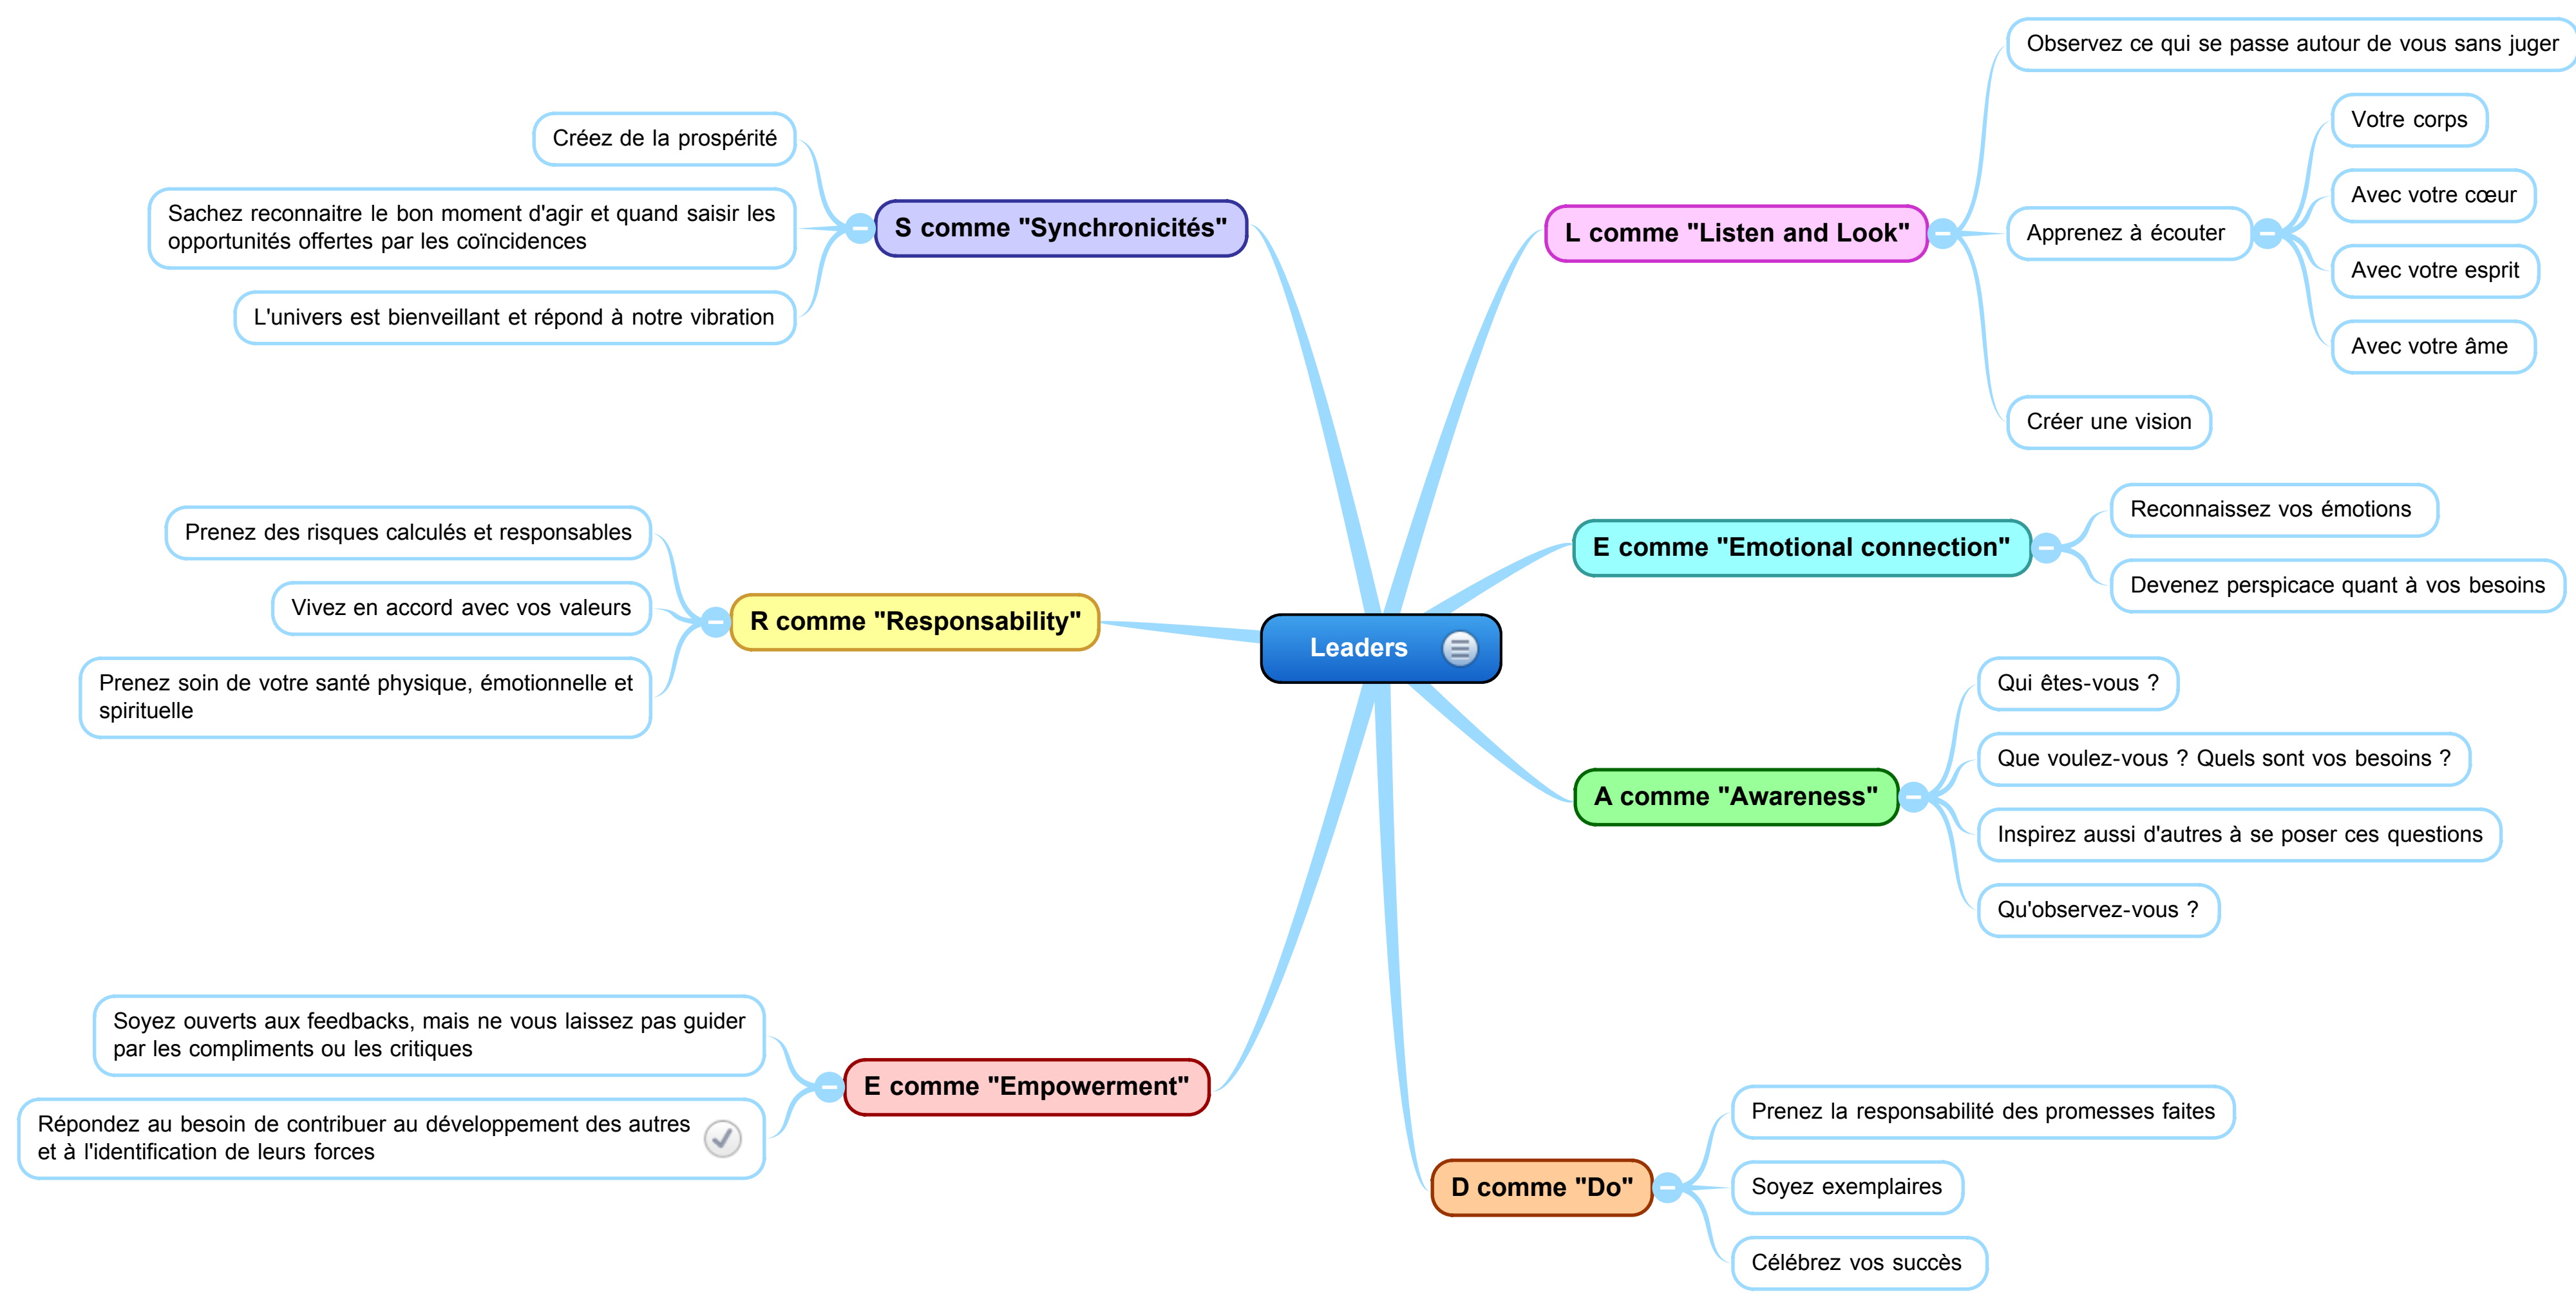 Leaders
L comme "Listen and Look"
Observez ce qui se passe autour de vous sans juger
Apprenez à écouter
Votre corps
Avec votre cœur
Avec votre esprit
Avec votre âme
Créer une vision
E comme "Emotional connection"
Reconnaissez vos émotions
Devenez perspicace quant à vos besoins
A comme "Awareness"
Qui êtes-vous ?
Que voulez-vous ? Quels sont vos besoins ?
Inspirez aussi d'autres à se poser ces questions
Qu'observez-vous ?
D comme "Do"
Prenez la responsabilité des promesses faites
Soyez exemplaires
Célébrez vos succès
E comme "Empowerment"
Soyez ouverts aux feedbacks, mais ne vous laissez pas guider
par les compliments ou les critiques
Répondez au besoin de contribuer au développement des autres
et à l'identification de leurs forces
R comme "Responsability"
Prenez des risques calculés et responsables
Vivez en accord avec vos valeurs
Prenez soin de votre santé physique, émotionnelle et
spirituelle
S comme "Synchronicités"
Créez de la prospérité
Sachez reconnaitre le bon moment d'agir et quand saisir les
opportunités offertes par les coïncidences
L'univers est bienveillant et répond à notre vibration